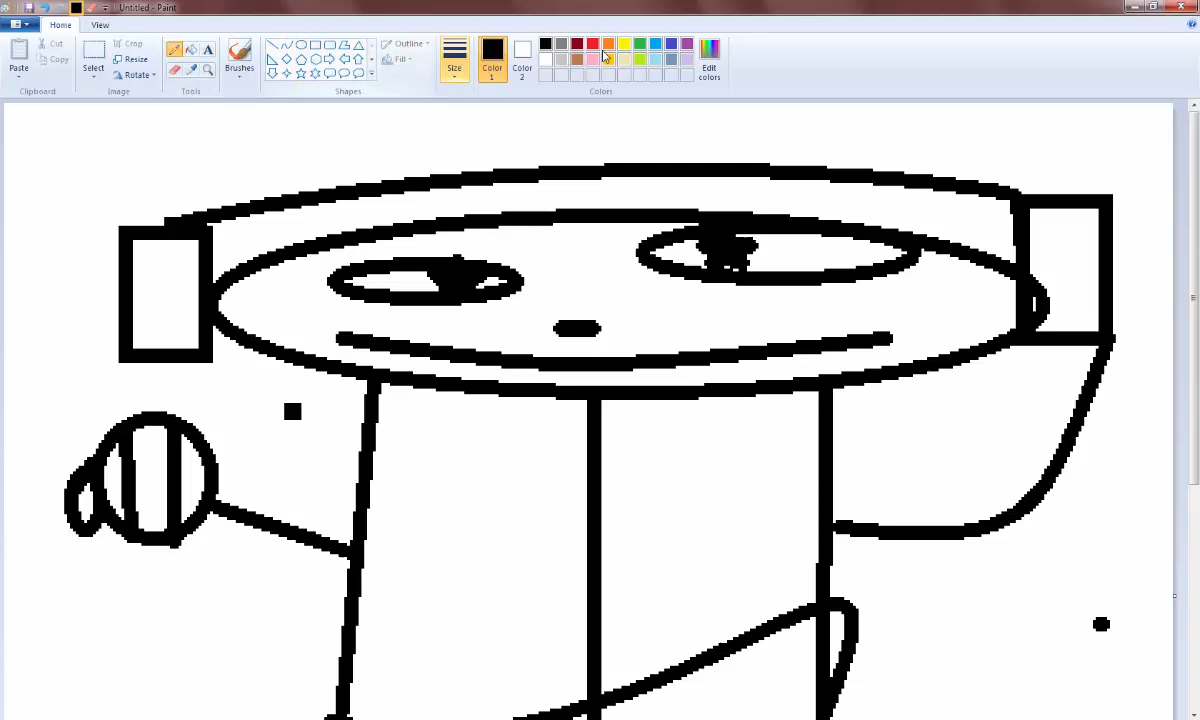 Untitled - Paint
Home View
Paste
Cut
Copy
Clipboard
Select
Crop
Resize
Rotate
Image
A
Tools
Brushes
Outline
Fill
Shapes
Size
Color
1
Color
2
Colors
Edit
colors